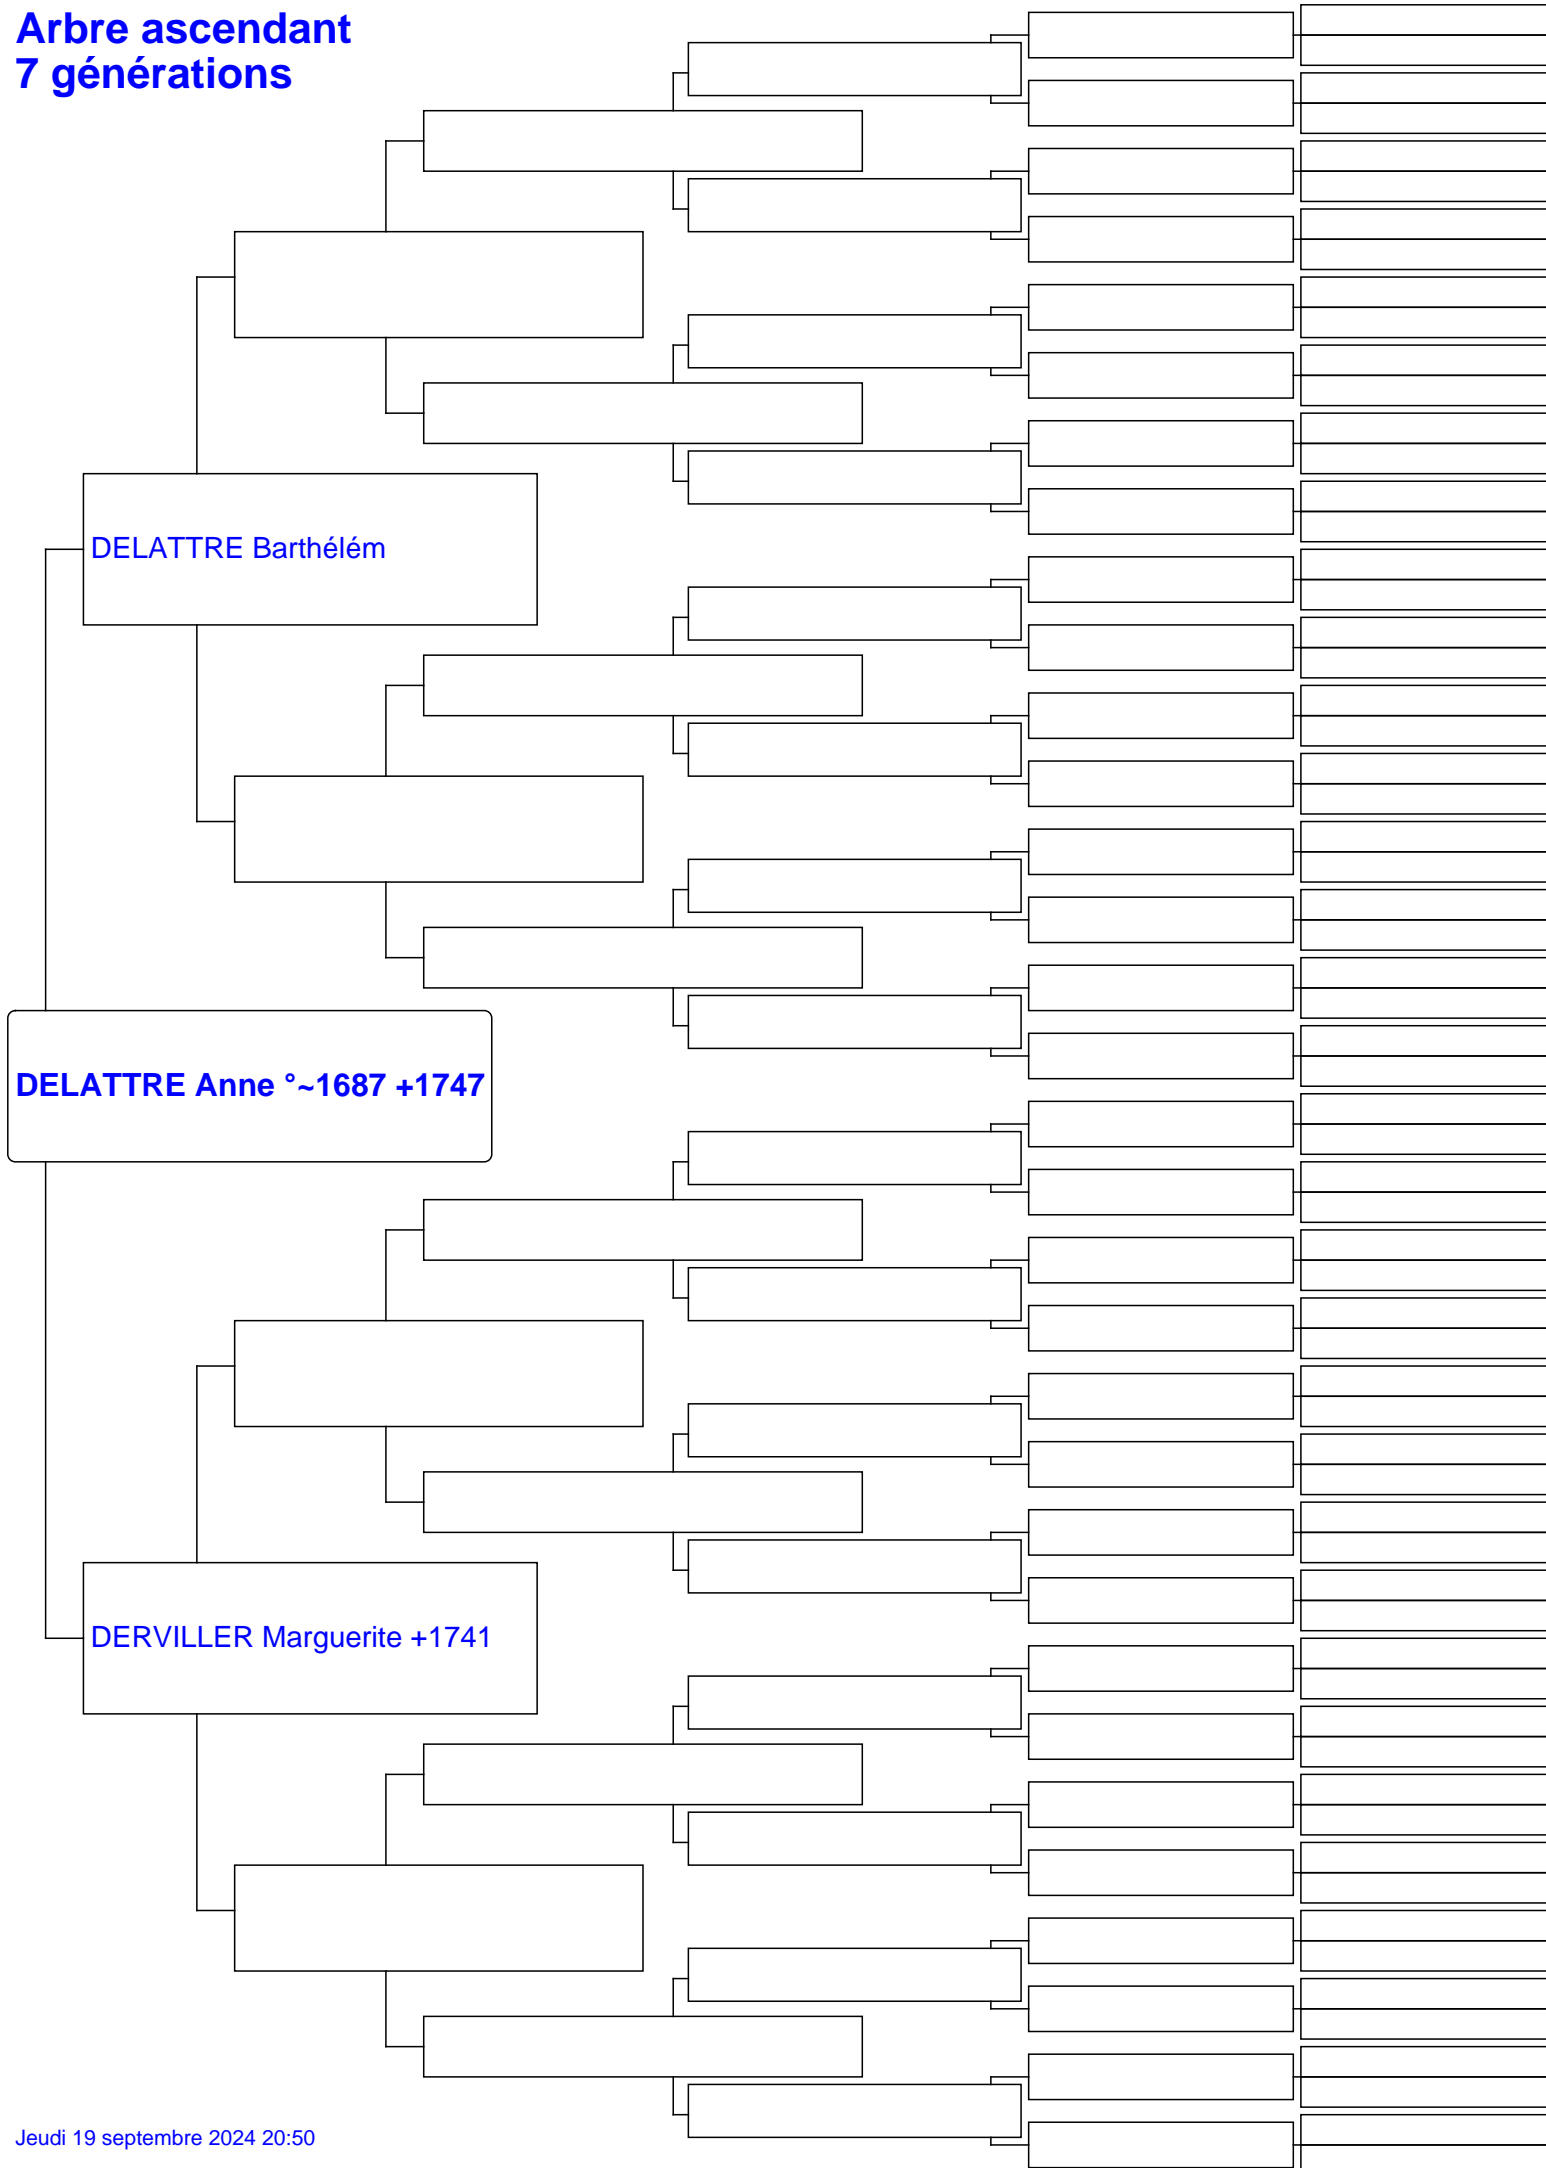 Arbre ascendant
7 générations
DELATTRE Barthélém
DELATTRE Anne °~1687 +1747
DERVILLER Marguerite +1741
Jeudi 19 septembre 2024 20:50